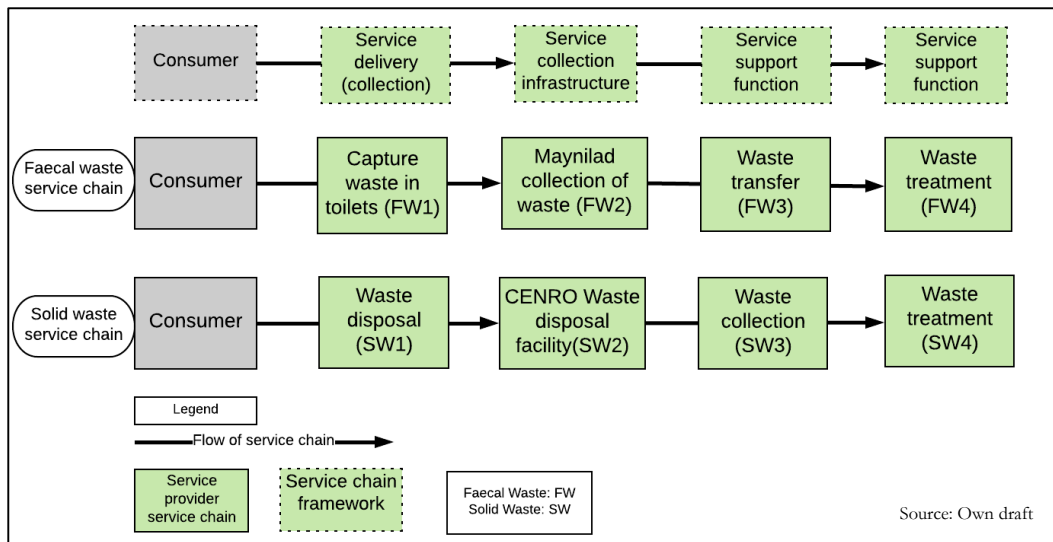 Consumer
Service
delivery
(collection)
Service
collection
infrastructure
Service
support
function
Service
support
function
Faecal waste
service chain
Consumer
Capture
waste in
toilets (FW1)
Maynilad
collection of
waste (FW2)
Waste
transfer
(FW3)
Waste
treatment
(FW4)
Solid waste
service chain
Consumer
Waste
disposal
(SW1)
CENRO Waste
disposal
facility(SW2)
Waste
collection
(SW3)
Waste
treatment
(SW4)
Legend
Flow of service chain
Service
provider
service chain
Service chain
framework
Faecal Waste: FW
Solid Waste: SW
Source: Own draft